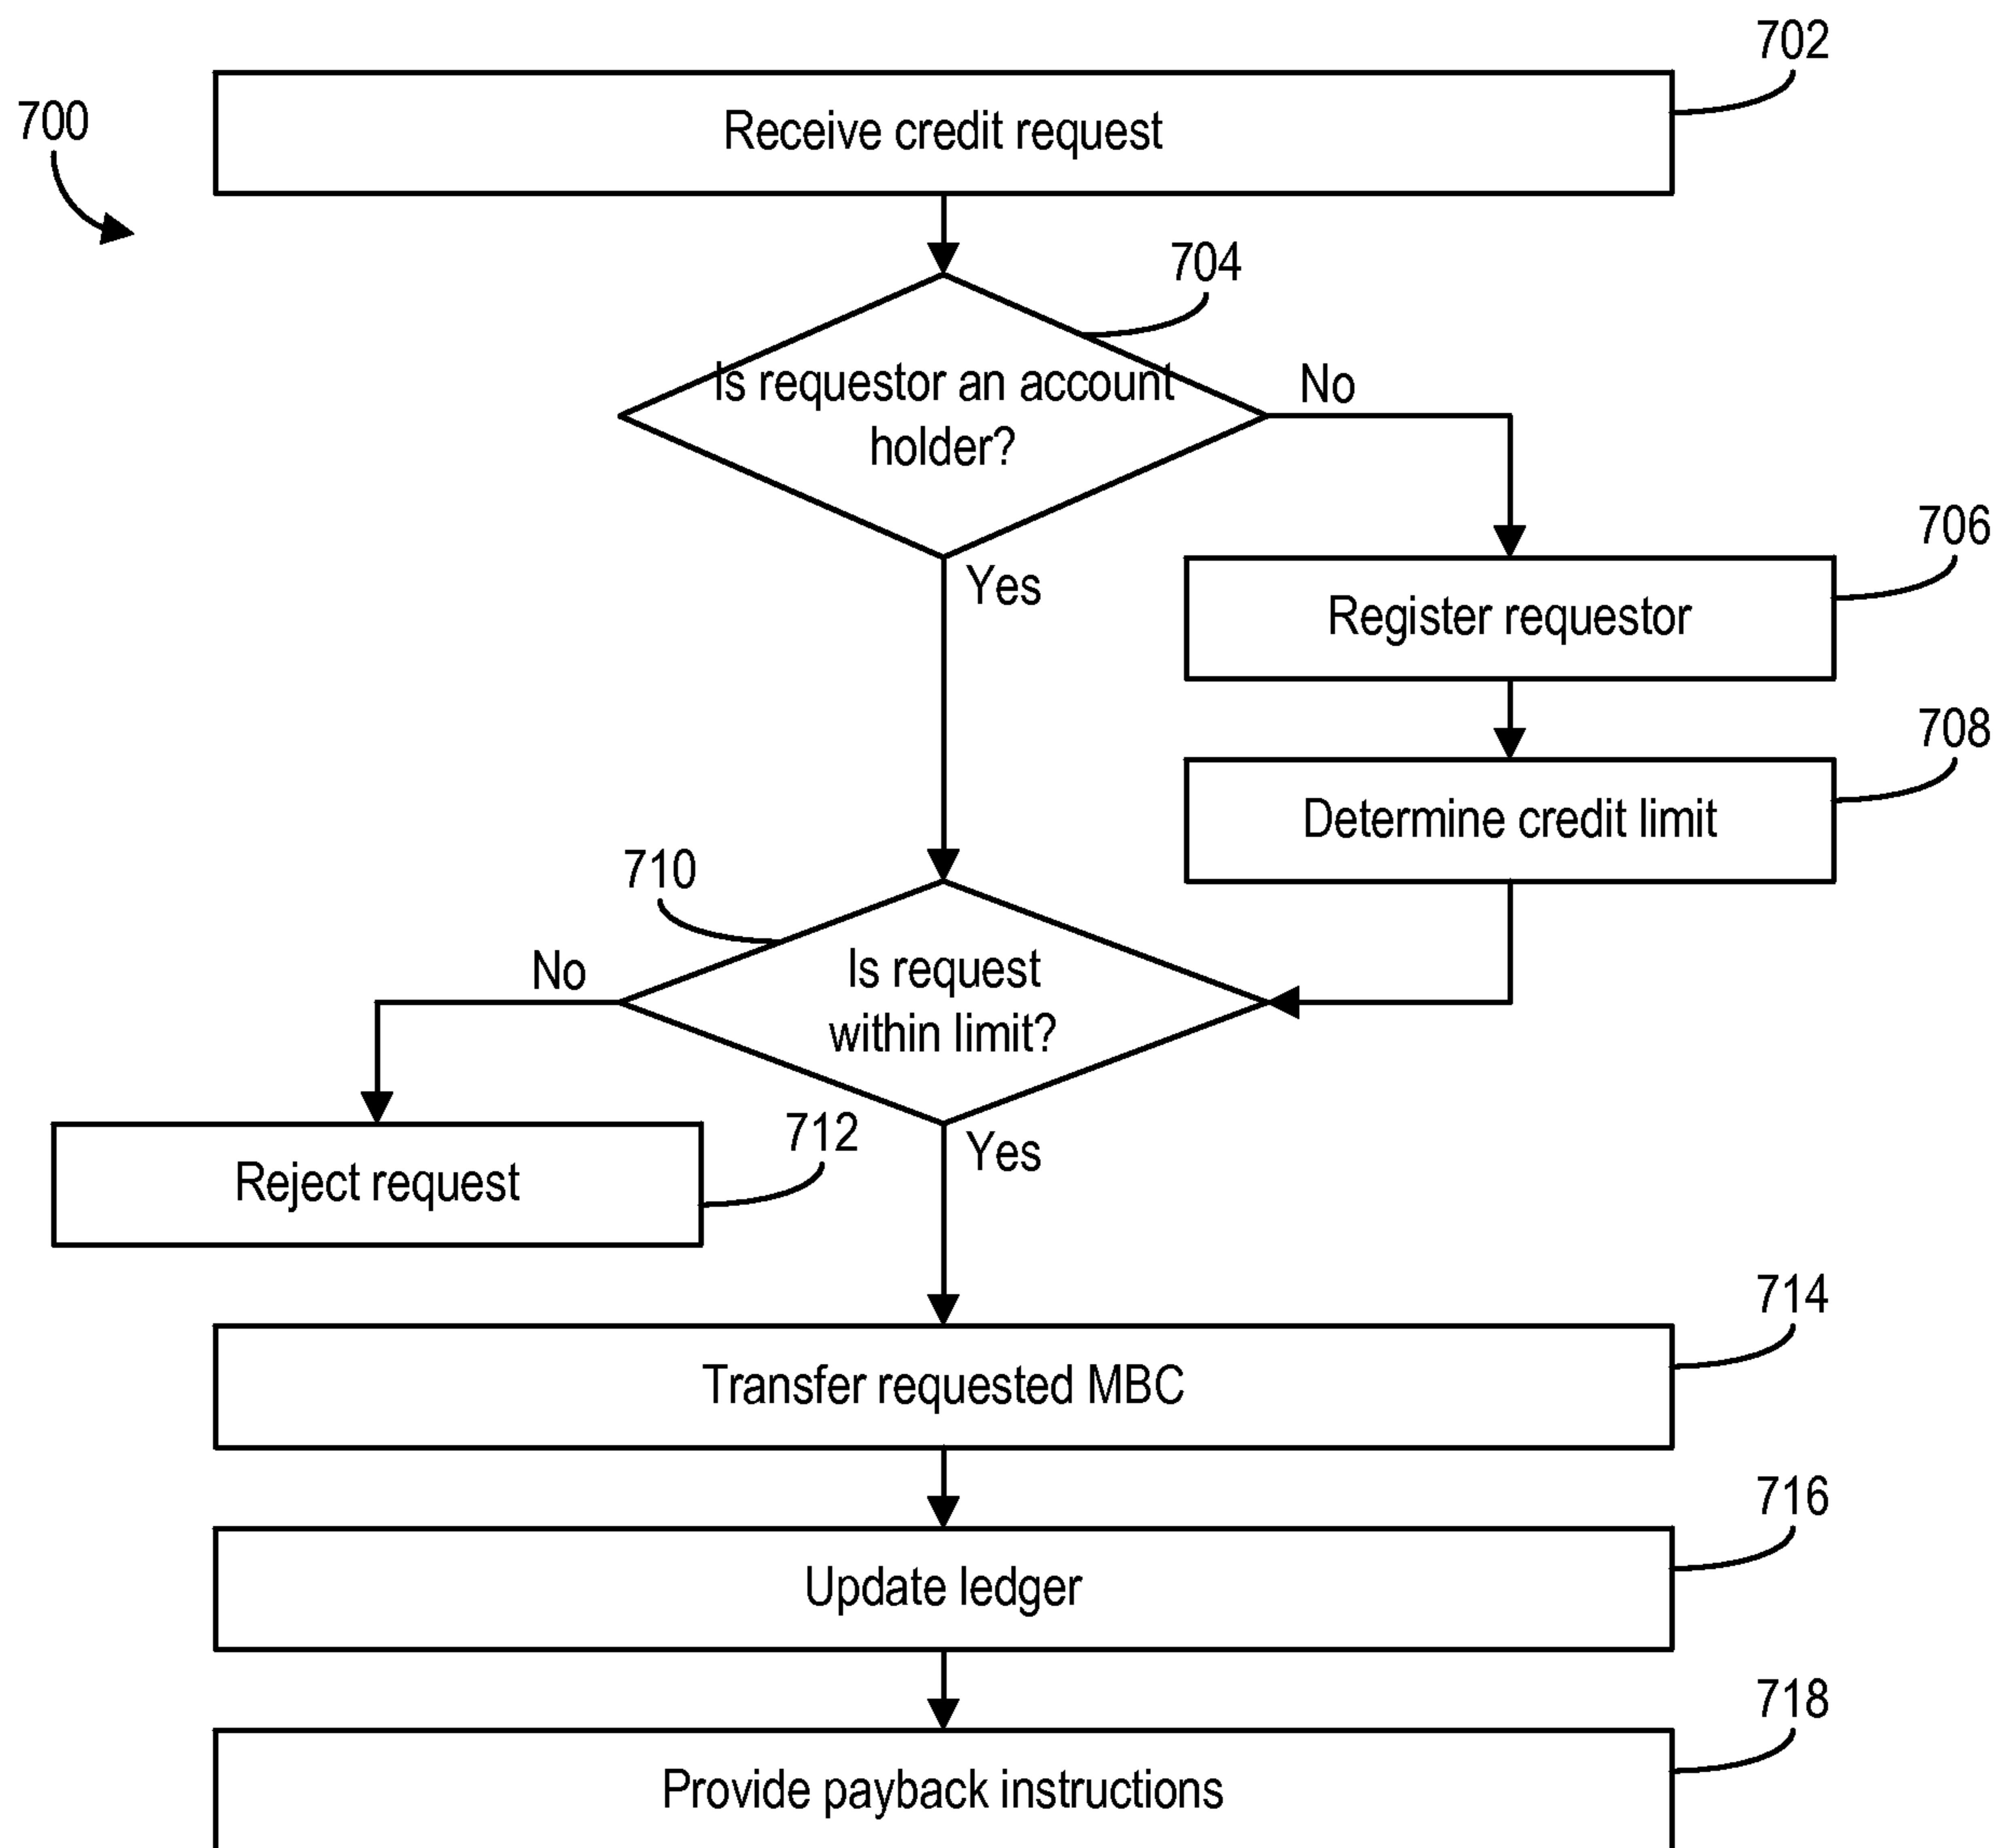 702
700
Receive credit request
704
Is requestor an account
holder?
No
706
Yes
Register requestor
708
Determine credit limit
710
Is request
within limit?
No
712
Yes
Reject request
714
Transfer requested MBC
716
Update ledger
718
Provide payback instructions